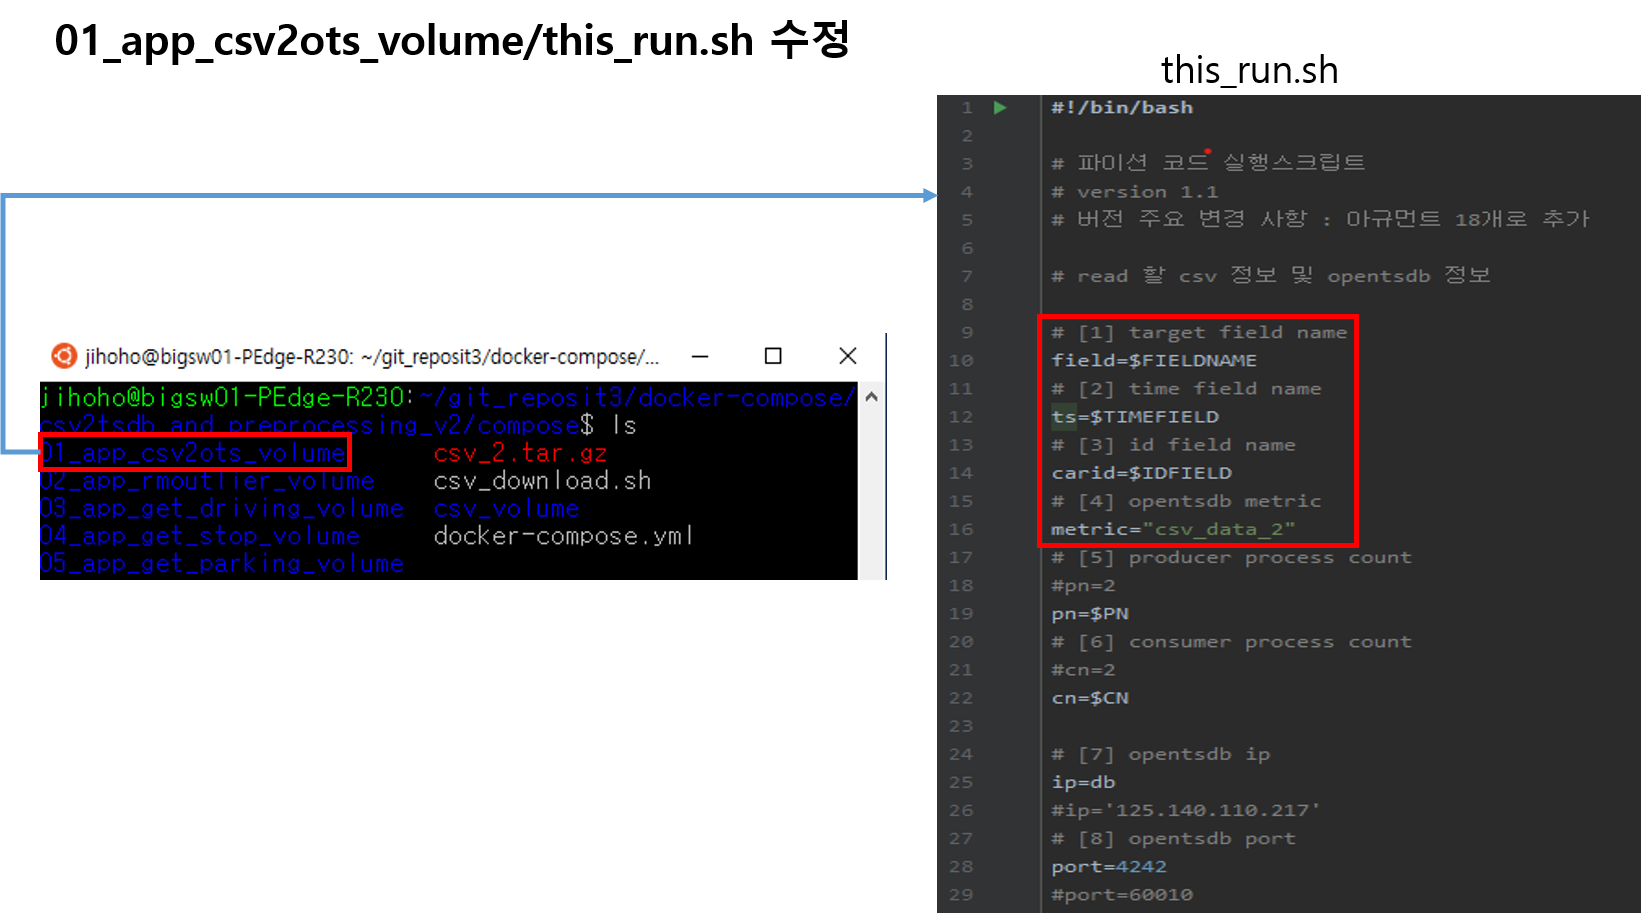 01_app_csv2ots_volume/this_run.sh 수정
this_run.sh
jihoho@bigsw01-PEdge-R230: ~/git_reposit3/docker-compose/...
jihoho@bigsw01-PEdge-R230:~/git_reposit3/docker-compose/
csv2tsdb_and_preprocessing_v2/compose$ ls
01_app_csv2ots_volume csv_2.tar.gz
02_app_rmoutlier_volume csv_download.sh
03_app_get_driving_volume csv_volume
04_app_get_stop_volume docker-compose.yml
05_app_get_parking_volume
1 #!/bin/bash
2
3 # 파이션 코드 실행스크립트
4 # version 1.1
5 # 버전 주요 변경 사항 : 아규먼트 18개로 추가
6
7 # read 할 csv 정보 및 opentsdb 정보
8
9 # [1] target field name
10 field=$FIELDNAME
11 # [2] time field name
12 ts=$TIMEFIELD
13 # [3] id field name
14 carid=$IDFIELD
15 # [4] opentsdb metric
16 metric="csv_data_2"
17 # [5] producer process count
18 #pn=2
19 pn=$PN
20 # [6] consumer process count
21 #cn=2
22 cn=$CN
23
24 # [7] opentsdb ip
25 ip=db
26 #ip='125.140.110.217'
27 # [8] opentsdb port
28 port=4242
29 #port=60010